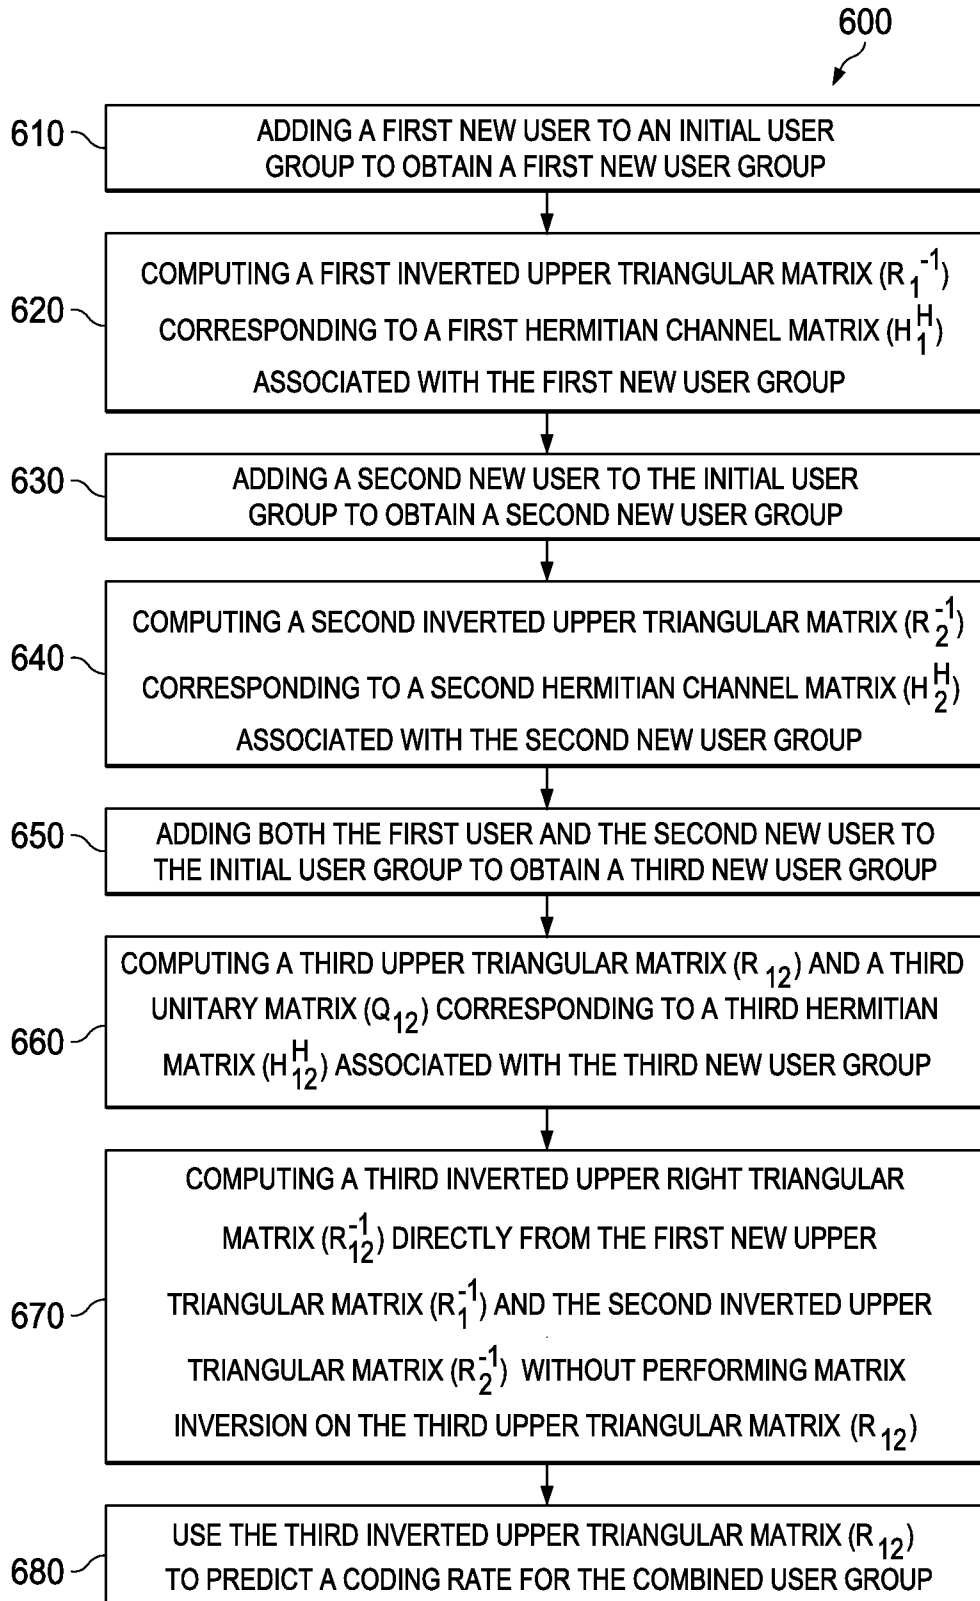 600
610
ADDING A FIRST NEW USER TO AN INITIAL USER
GROUP TO OBTAIN A FIRST NEW USER GROUP
620
COMPUTING A FIRST INVERTED UPPER TRIANGULAR MATRIX (R₁⁻¹)
CORRESPONDING TO A FIRST HERMITIAN CHANNEL MATRIX (H₁ᴴ)
ASSOCIATED WITH THE FIRST NEW USER GROUP
630
ADDING A SECOND NEW USER TO THE INITIAL USER
GROUP TO OBTAIN A SECOND NEW USER GROUP
640
COMPUTING A SECOND INVERTED UPPER TRIANGULAR MATRIX (R₂⁻¹)
CORRESPONDING TO A SECOND HERMITIAN CHANNEL MATRIX (H₂ᴴ)
ASSOCIATED WITH THE SECOND NEW USER GROUP
650
ADDING BOTH THE FIRST USER AND THE SECOND NEW USER TO
THE INITIAL USER GROUP TO OBTAIN A THIRD NEW USER GROUP
660
COMPUTING A THIRD UPPER TRIANGULAR MATRIX (R₁₂) AND A THIRD
UNITARY MATRIX (Q₁₂) CORRESPONDING TO A THIRD HERMITIAN
MATRIX (H₁₂ᴴ) ASSOCIATED WITH THE THIRD NEW USER GROUP
670
COMPUTING A THIRD INVERTED UPPER RIGHT TRIANGULAR
MATRIX (R₁₂⁻¹) DIRECTLY FROM THE FIRST NEW UPPER
TRIANGULAR MATRIX (R₁⁻¹) AND THE SECOND INVERTED UPPER
TRIANGULAR MATRIX (R₂⁻¹) WITHOUT PERFORMING MATRIX
INVERSION ON THE THIRD UPPER TRIANGULAR MATRIX (R₁₂)
680
USE THE THIRD INVERTED UPPER TRIANGULAR MATRIX (R₁₂)
TO PREDICT A CODING RATE FOR THE COMBINED USER GROUP